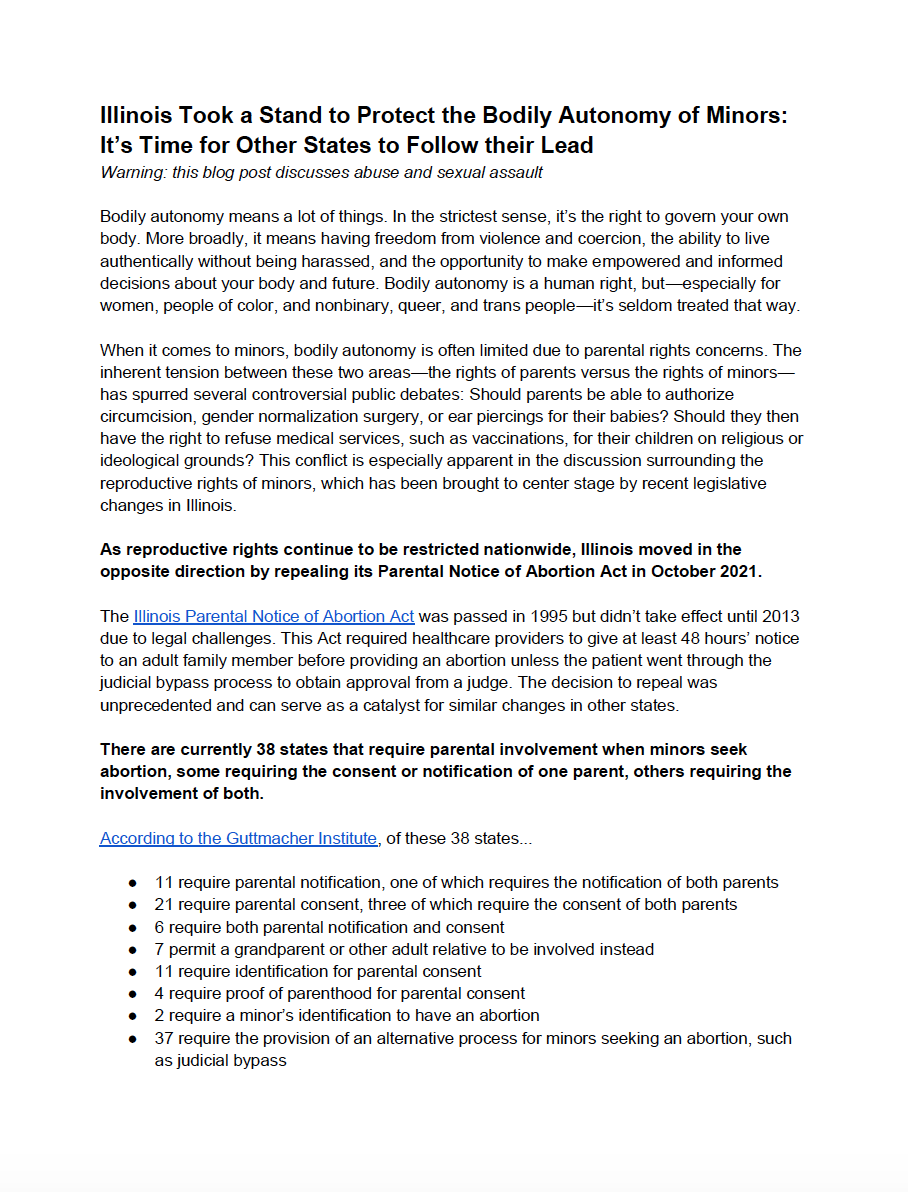 Illinois Took a Stand to Protect the Bodily Autonomy of Minors:
It’s Time for Other States to Follow their Lead
Warning: this blog post discusses abuse and sexual assault
Bodily autonomy means a lot of things. In the strictest sense, it’s the right to govern your own
body. More broadly, it means having freedom from violence and coercion, the ability to live
authentically without being harassed, and the opportunity to make empowered and informed
decisions about your body and future. Bodily autonomy is a human right, but—especially for
women, people of color, and nonbinary, queer, and trans people—it’s seldom treated that way.
When it comes to minors, bodily autonomy is often limited due to parental rights concerns. The
inherent tension between these two areas—the rights of parents versus the rights of minors—
has spurred several controversial public debates: Should parents be able to authorize
circumcision, gender normalization surgery, or ear piercings for their babies? Should they then
have the right to refuse medical services, such as vaccinations, for their children on religious or
ideological grounds? This conflict is especially apparent in the discussion surrounding the
reproductive rights of minors, which has been brought to center stage by recent legislative
changes in Illinois.
As reproductive rights continue to be restricted nationwide, Illinois moved in the
opposite direction by repealing its Parental Notice of Abortion Act in October 2021.
The Illinois Parental Notice of Abortion Act was passed in 1995 but didn’t take effect until 2013
due to legal challenges. This Act required healthcare providers to give at least 48 hours’ notice
to an adult family member before providing an abortion unless the patient went through the
judicial bypass process to obtain approval from a judge. The decision to repeal was
unprecedented and can serve as a catalyst for similar changes in other states.
There are currently 38 states that require parental involvement when minors seek
abortion, some requiring the consent or notification of one parent, others requiring the
involvement of both.
According to the Guttmacher Institute, of these 38 states...
● 11 require parental notification, one of which requires the notification of both parents
● 21 require parental consent, three of which require the consent of both parents
● 6 require both parental notification and consent
● 7 permit a grandparent or other adult relative to be involved instead
● 11 require identification for parental consent
● 4 require proof of parenthood for parental consent
● 2 require a minor’s identification to have an abortion
● 37 require the provision of an alternative process for minors seeking an abortion, such
as judicial bypass